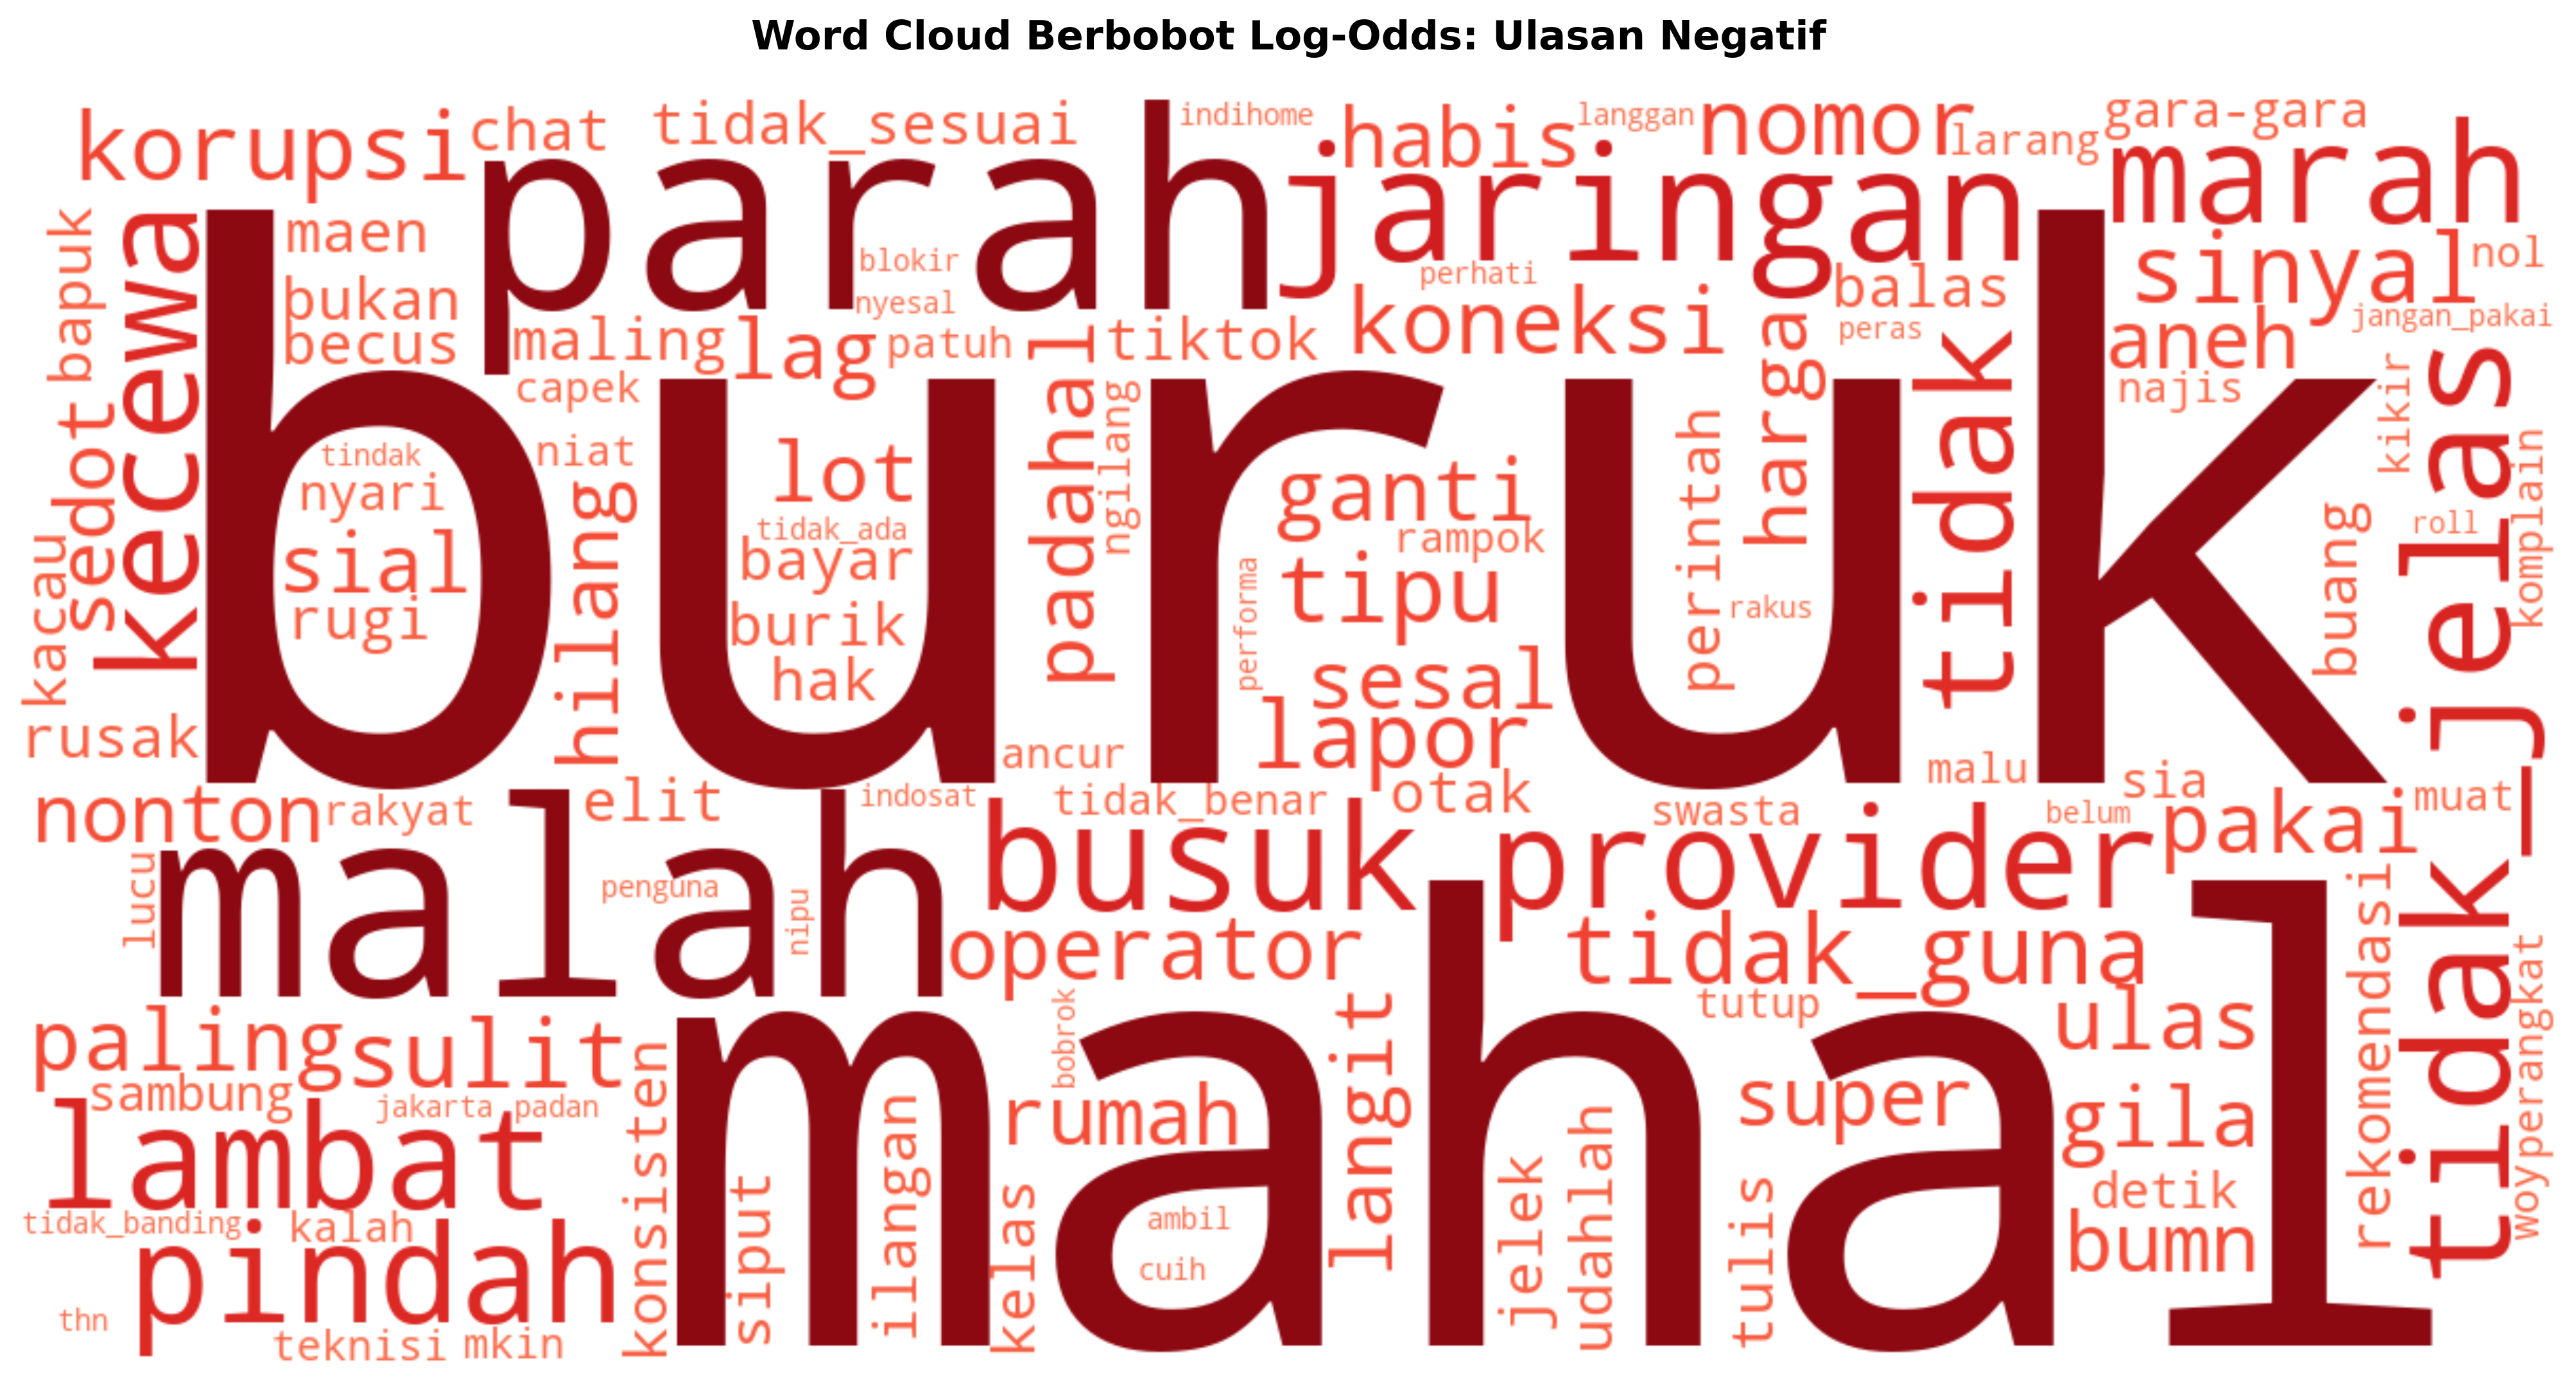 Word Cloud Berbobot Log-Odds: Ulasan Negatif
korupsi
chat
tidak_sesuai
indihome
habis
langgan
nomor
larang
gara-gara
parah
jaringan
marah
bapuk
kecewa
maen
bukan
becus
blokir
nyesal
perhati
balas
sinyal
nol
maling
lag
patuh
padahal
tiktok
koneksi
peras
harga
tidak
aneh
jangan_pakai
capek
najis
buruk
sedot
kacau
tindak
nyari
sial
rugi
niat
hilang
lot
tidak_ada
bayar
burik
hak
ngilang
ganti
rampok
tipu
performa
sesal
lapor
perintah
rakus
kikir
komplain
roll
buang
tidak_jelas
rusak
ancur
otak
malu
sia
muat
nonton
rakyat
elit
indosat
tidak_benar
swasta
belum
pakai
malah
lucu
penguna
nipu
busuk
provider
operator
tidak_guna
tutup
ulas
rekomendasi
perangkat
woy
paling
sulit
sambung
jakarta
padan
lambat
konsisten
bobrok
rumah
langit
super
gila
mahal
tidak_banding
kalah
pindah
siput
ilangan
kelas
ambil
cuih
jelek
udahlah
tulis
detik
bumn
thn
teknisi
mkin